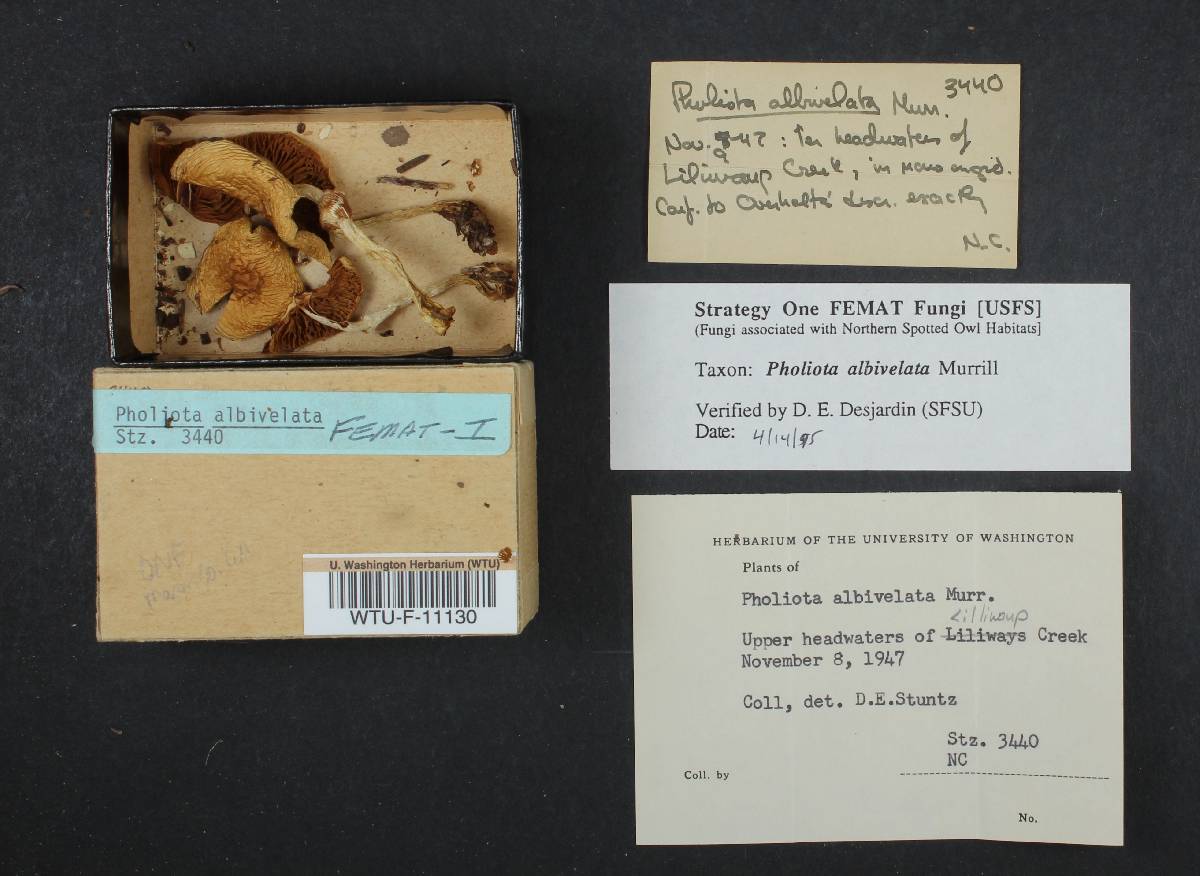 3440
Pholiota albivelata Murr.
Nov. 8-47 : headwaters of
9
Lilliwaup Creek, in
Conf. to Overholts' descr. exactly
N.C.
Strategy One FEMAT Fungi [USFS]
(Fungi associated with Northern Spotted Owl Habitats]
Taxon: Pholiota albivelata Murrill
Verified by D. E. Desjardin (SFSU)
Date: 4/14/95
Pholiota albivelata
Stz. 3440 FEMAT-I
U. Washington Herbarium (WTU)
WTU-F-11130
HERBARIUM OF THE UNIVERSITY OF WASHINGTON
Plants of
Pholiota albivelata Murr.
Lilliwoup
Upper headwaters of Liliways Creek
November 8, 1947
Coll, det. D.E.Stuntz
Stz. 3440
NC
Coll. by
No.